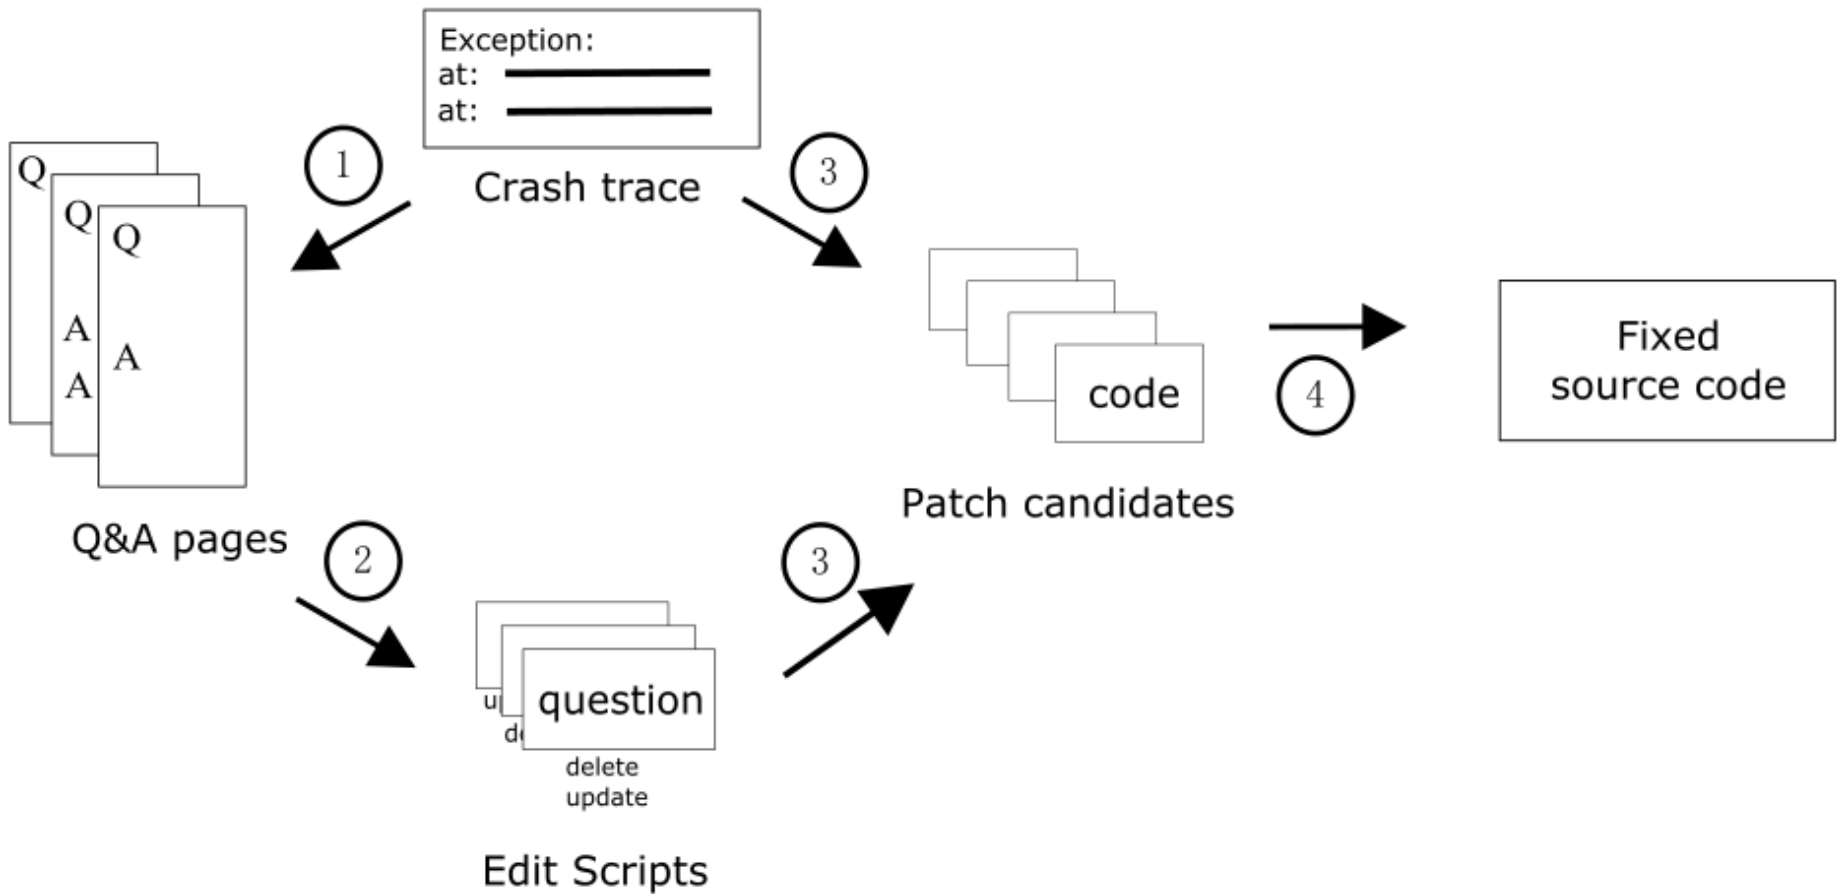 Exception:
at:
at:
Crash trace
1
3
Q
Q
Q
A
A
A
Q&A pages
2
question
delete
update
Edit Scripts
3
code
Patch candidates
4
Fixed
source code